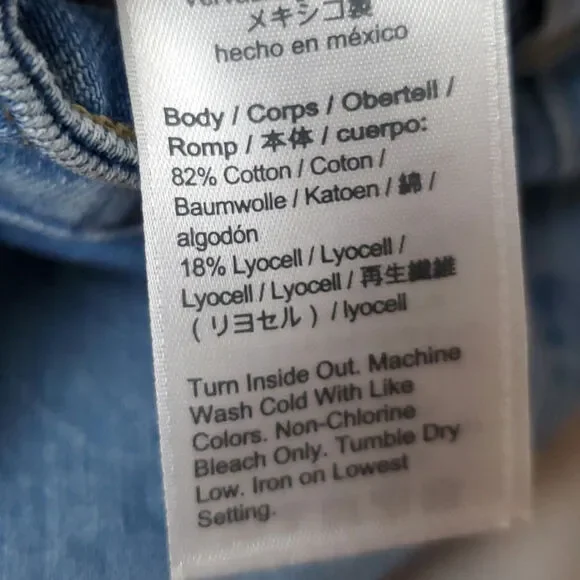 メキシコ製
hecho en méxico
Body / Corps / Obertell /
Romp / 本体 / cuerpo:
82% Cotton / Coton /
Baumwolle / Katoen / 綿 /
algodón
18% Lyocell / Lyocell /
Lyocell / Lyocell / 再生繊維
( リヨセル ) / lyocell
Turn Inside Out. Machine
Wash Cold With Like
Colors. Non-Chlorine
Bleach Only. Tumble Dry
Low. Iron on Lowest
Setting.